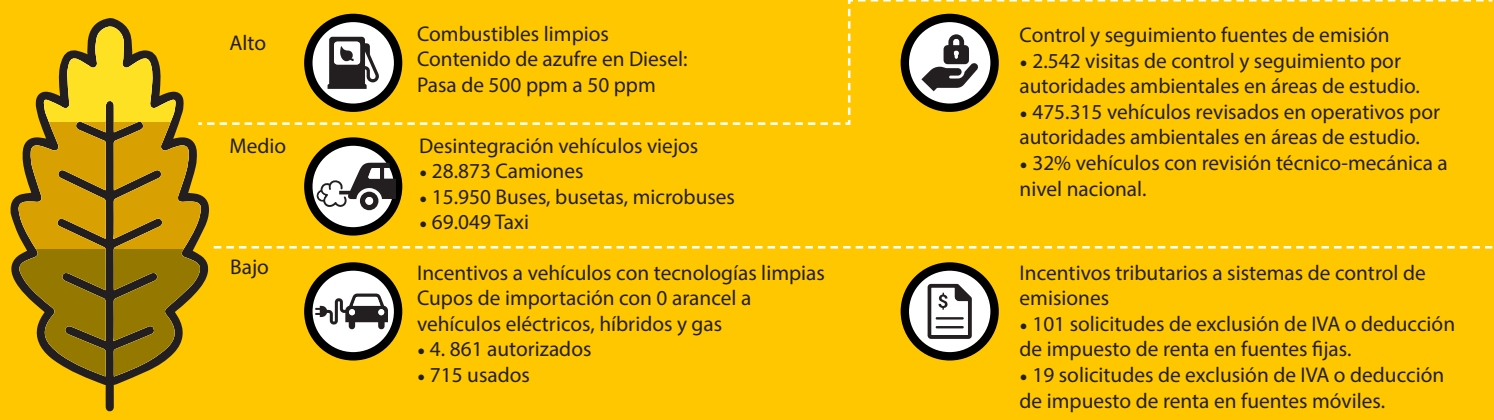 Alto
Combustibles limpios
Contenido de azufre en Diesel:
Pasa de 500 ppm a 50 ppm
Control y seguimiento fuentes de emisión
• 2.542 visitas de control y seguimiento por
autoridades ambientales en áreas de estudio.
• 475.315 vehículos revisados en operativos por
autoridades ambientales en áreas de estudio.
• 32% vehículos con revisión técnico-mecánica a
nivel nacional.
Medio
Desintegración vehículos viejos
• 28.873 Camiones
• 15.950 Buses, busetas, microbuses
• 69.049 Taxi
Bajo
Incentivos a vehículos con tecnologías limpias
Cupos de importación con 0 arancel a
vehículos eléctricos, híbridos y gas
• 4. 861 autorizados
• 715 usados
$
Incentivos tributarios a sistemas de control de
emisiones
• 101 solicitudes de exclusión de IVA o deducción
de impuesto de renta en fuentes fijas.
• 19 solicitudes de exclusión de IVA o deducción
de impuesto de renta en fuentes móviles.